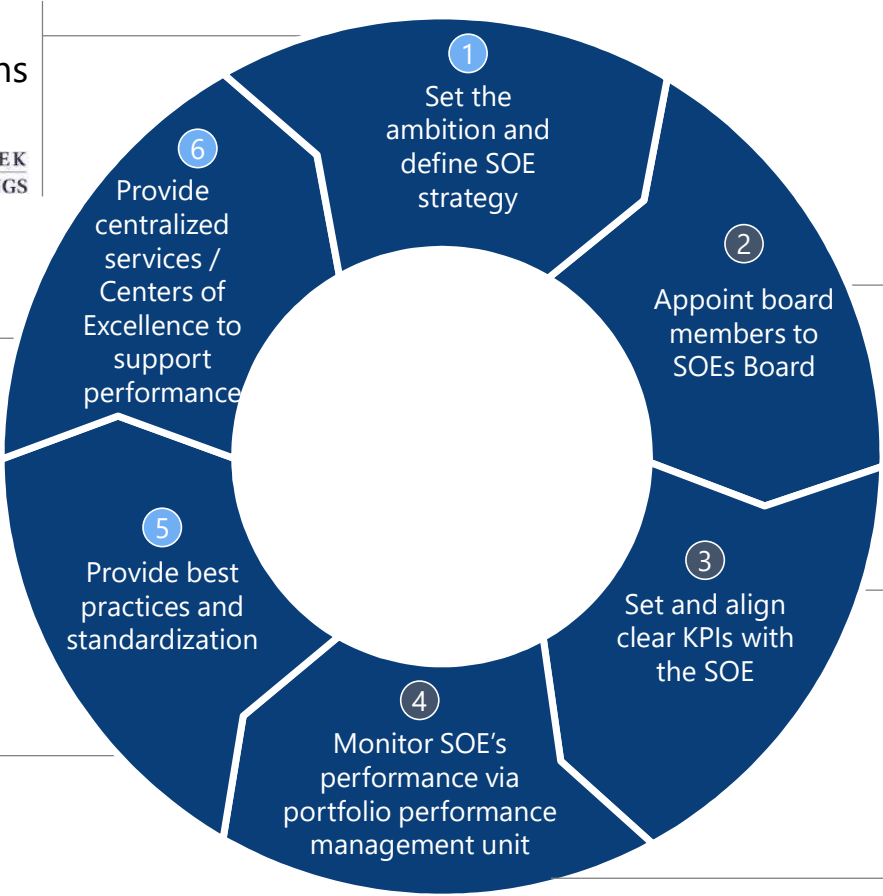 ns
EK
NGS
1
Set the
ambition and
define SOE
strategy
2
Appoint board
members to
SOEs Board
3
Set and align
clear KPIs with
the SOE
4
Monitor SOE’s
performance via
portfolio performance
management unit
5
Provide best
practices and
standardization
6
Provide
centralized
services /
Centers of
Excellence to
support
performance